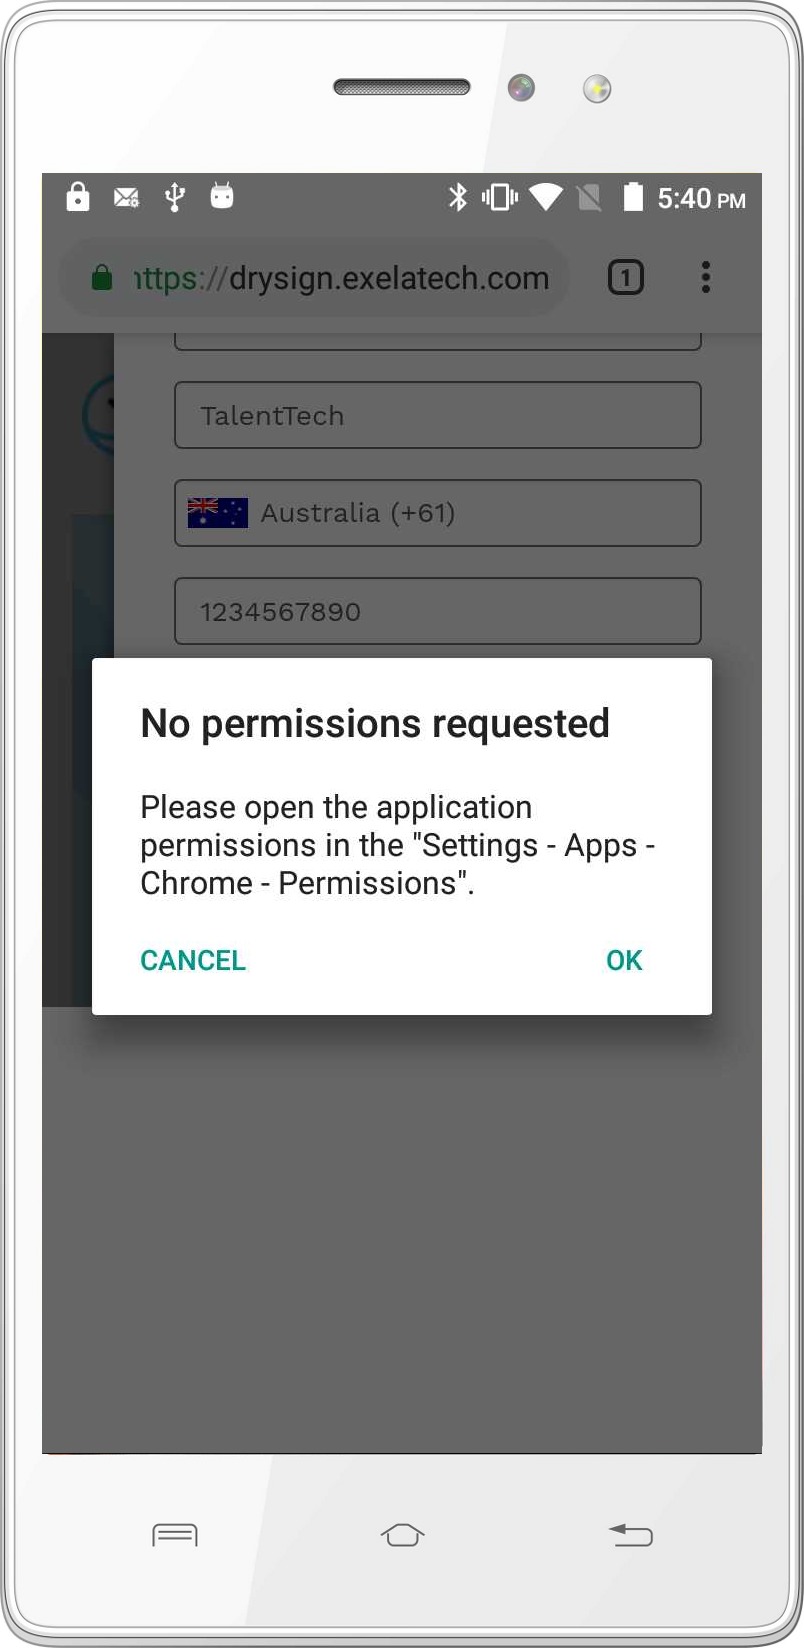 5:40 PM
https://drysign.exelatech.com
1
TalentTech
Australia (+61)
1234567890
No permissions requested
Please open the application
permissions in the "Settings - Apps -
Chrome - Permissions".
CANCEL
OK